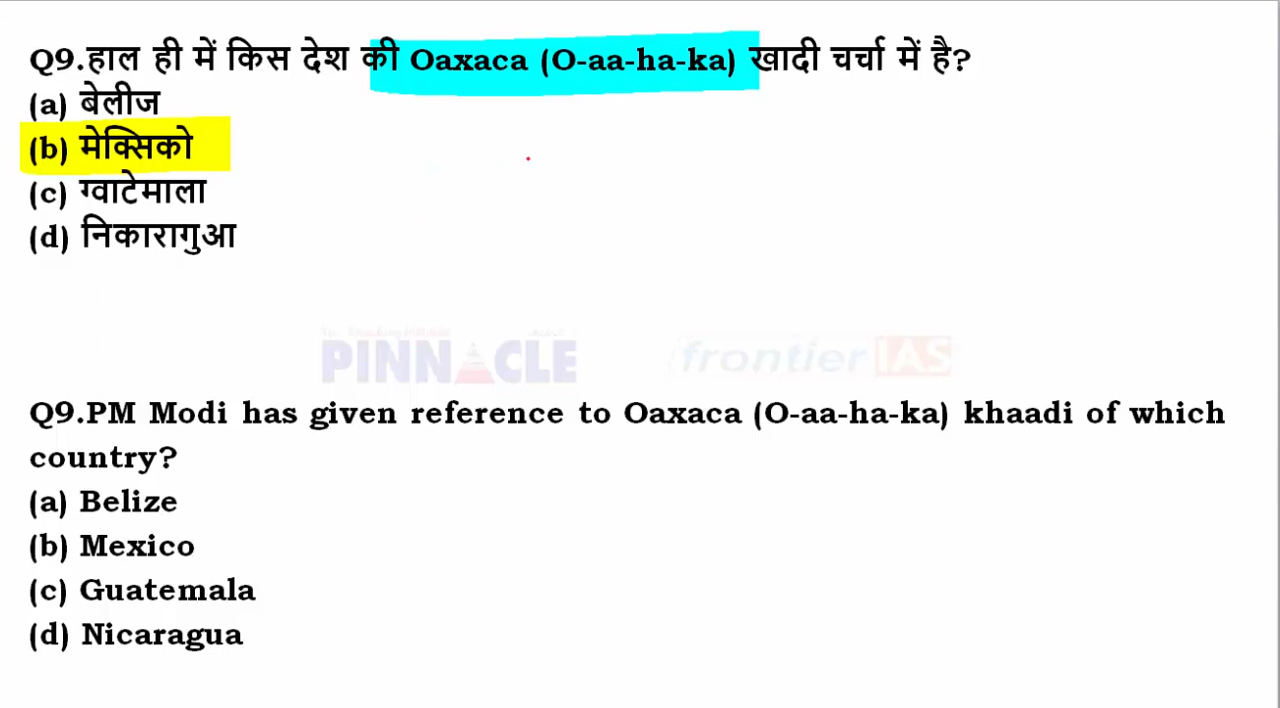 Q9.हाल ही में किस देश की Oaxaca (O-aa-ha-ka) खादी चर्चा में है?
(a) बेलीज
(b) मेक्सिको
(c) ग्वाटेमाला
(d) निकारागुआ
PINNACLE frontier IAS
Q9.PM Modi has given reference to Oaxaca (O-aa-ha-ka) khaadi of which
country?
(a) Belize
(b) Mexico
(c) Guatemala
(d) Nicaragua